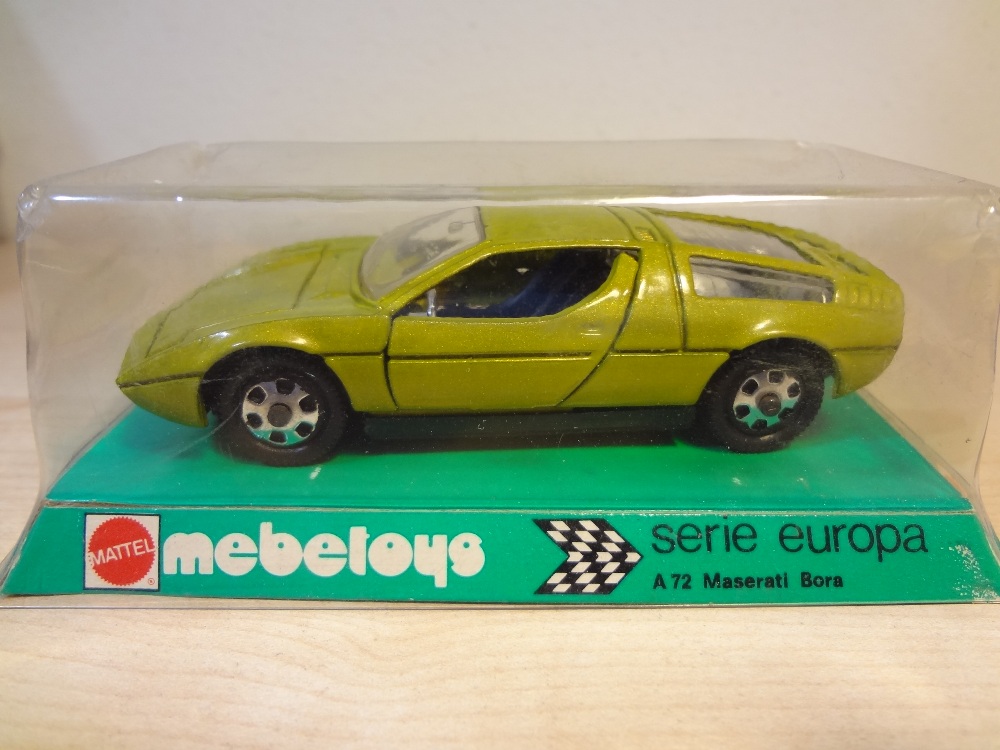 MATTEL
®
mebetoys
serie europa
A 72 Maserati Bora